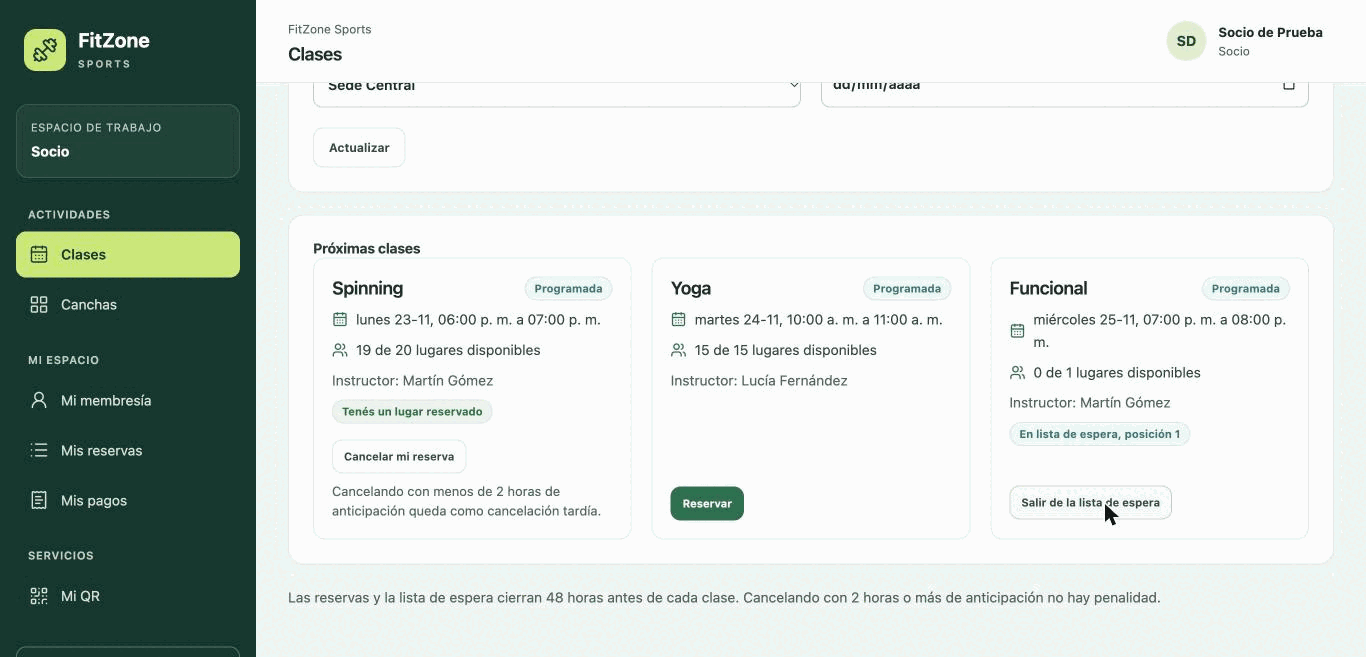 FitZone
SPORTS
ESPACIO DE TRABAJO
Socio
ACTIVIDADES
Clases
Canchas
MI ESPACIO
Mi membresía
Mis reservas
Mis pagos
SERVICIOS
Mi QR
FitZone Sports
Clases
SD
Socio de Prueba
Socio
Sede Central
dd/mm/aaaa
Actualizar
Próximas clases
Spinning
Programada
lunes 23-11, 06:00 p. m. a 07:00 p. m.
19 de 20 lugares disponibles
Instructor: Martín Gómez
Tenés un lugar reservado
Cancelar mi reserva
Cancelando con menos de 2 horas de
anticipación queda como cancelación tardía.
Yoga
Programada
martes 24-11, 10:00 a. m. a 11:00 a. m.
15 de 15 lugares disponibles
Instructor: Lucía Fernández
Reservar
Funcional
Programada
miércoles 25-11, 07:00 p. m. a 08:00 p.
m.
0 de 1 lugares disponibles
Instructor: Martín Gómez
En lista de espera, posición 1
Salir de la lista de espera
Las reservas y la lista de espera cierran 48 horas antes de cada clase. Cancelando con 2 horas o más de anticipación no hay penalidad.